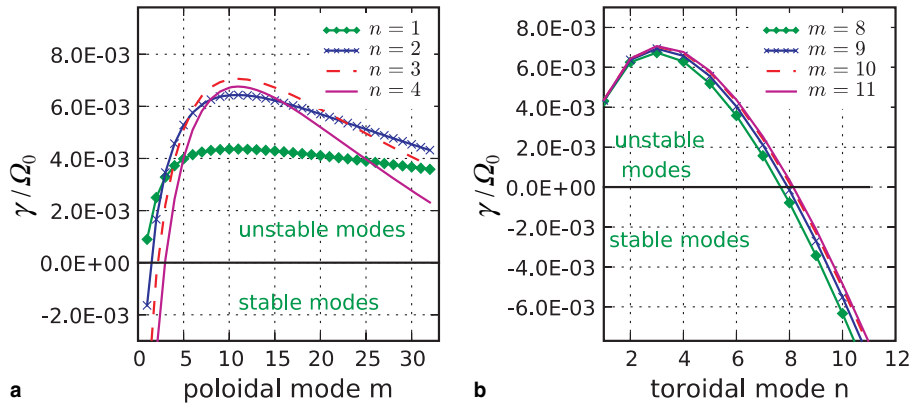 8.0E-03
6.0E-03
4.0E-03
2.0E-03
0.0E+00
-2.0E-03
γ/Ω₀
n = 1
n = 2
n = 3
n = 4
unstable modes
stable modes
0 5 10 15 20 25 30
poloidal mode m
a
8.0E-03
6.0E-03
4.0E-03
2.0E-03
0.0E+00
-2.0E-03
-4.0E-03
-6.0E-03
γ/Ω₀
m = 8
m = 9
m = 10
m = 11
unstable
modes
stable modes
2 4 6 8 10 12
toroidal mode n
b